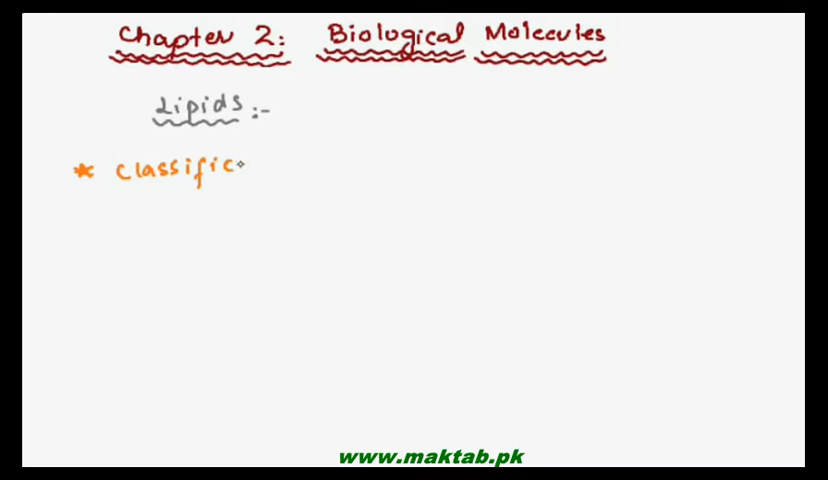 Chapter 2: Biological Molecules
Lipids :-
* Classific
www.maktab.pk